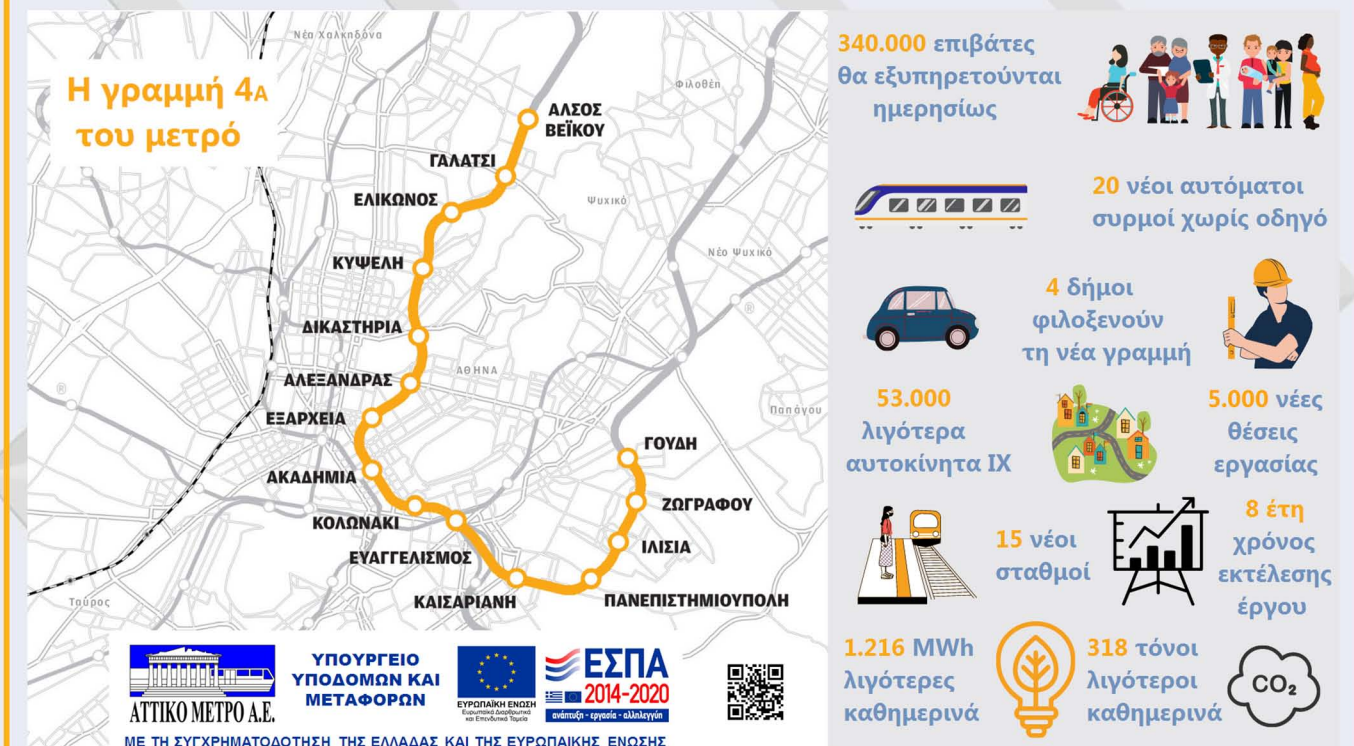 Η γραμμή 4Α
του μετρό
Νέα Χαλκηδόνα
Φιλοθέη
ΑΛΣΟΣ
ΒΕΪΚΟΥ
ΓΑΛΑΤΣΙ
ΕΛΙΚΩΝΟΣ
Ψυχικό
ΚΥΨΕΛΗ
Νέο Ψυχικό
ΔΙΚΑΣΤΗΡΙΑ
ΑΛΕΞΑΝΔΡΑΣ
ΑΘΗΝΑ
ΕΞΑΡΧΕΙΑ
Παπάγου
ΓΟΥΔΗ
ΑΚΑΔΗΜΙΑ
ΖΩΓΡΑΦΟΥ
ΚΟΛΩΝΑΚΙ
ΙΛΙΣΙΑ
ΕΥΑΓΓΕΛΙΣΜΟΣ
ΚΑΙΣΑΡΙΑΝΗ
ΠΑΝΕΠΙΣΤΗΜΙΟΥΠΟΛΗ
Ταύρος
ΑΤΤΙΚΟ ΜΕΤΡΟ Α.Ε.
ΥΠΟΥΡΓΕΙΟ
ΥΠΟΔΟΜΩΝ ΚΑΙ
ΜΕΤΑΦΟΡΩΝ
ΕΥΡΩΠΑΪΚΗ ΕΝΩΣΗ
Ευρωπαϊκά Διαρθρωτικά
και Επενδυτικά Ταμεία
ΕΣΠΑ
2014-2020
ανάπτυξη - εργασία - αλληλεγγύη
ΜΕ ΤΗ ΣΥΓΧΡΗΜΑΤΟΔΟΤΗΣΗ ΤΗΣ ΕΛΛΑΔΑΣ ΚΑΙ ΤΗΣ ΕΥΡΩΠΑΪΚΗΣ ΕΝΩΣΗΣ
340.000 επιβάτες
θα εξυπηρετούνται
ημερησίως
20 νέοι αυτόματοι
συρμοί χωρίς οδηγό
4 δήμοι
φιλοξενούν
τη νέα γραμμή
53.000
λιγότερα
αυτοκίνητα ΙΧ
5.000 νέες
θέσεις
εργασίας
15 νέοι
σταθμοί
8 έτη
χρόνος
εκτέλεσης
έργου
1.216 MWh
λιγότερες
καθημερινά
318 τόνοι
λιγότεροι
καθημερινά
CO₂